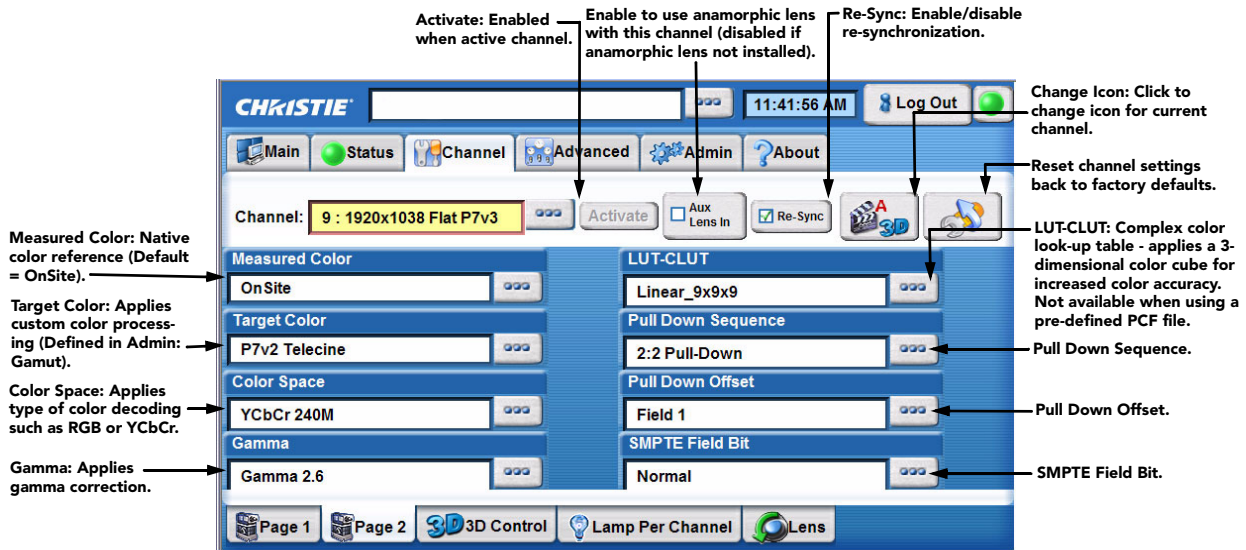 Activate: Enabled
when active channel.
Enable to use anamorphic lens
with this channel (disabled if
anamorphic lens not installed).
Re-Sync: Enable/disable
re-synchronization.
CHRISTIE
11:41:56 AM
Log Out
Change Icon: Click to
change icon for current
channel.
Main
Status
Channel
Advanced
Admin
About
Reset channel settings
back to factory defaults.
Channel:
9 : 1920x1038 Flat P7v3
Activate
Aux
Lens In
Re-Sync
A
3D
Measured Color: Native
color reference (Default
= OnSite).
Measured Color
OnSite
LUT-CLUT
Linear_9x9x9
LUT-CLUT: Complex color
look-up table - applies a 3-
dimensional color cube for
increased color accuracy.
Not available when using a
pre-defined PCF file.
Target Color: Applies
custom color process-
ing (Defined in Admin:
Gamut).
Target Color
P7v2 Telecine
Pull Down Sequence
2:2 Pull-Down
Pull Down Sequence.
Color Space: Applies
type of color decoding
such as RGB or YCbCr.
Color Space
YCbCr 240M
Pull Down Offset
Field 1
Pull Down Offset.
Gamma: Applies
gamma correction.
Gamma
Gamma 2.6
SMPTE Field Bit
Normal
SMPTE Field Bit.
Page 1
Page 2
3D
3D Control
Lamp Per Channel
Lens